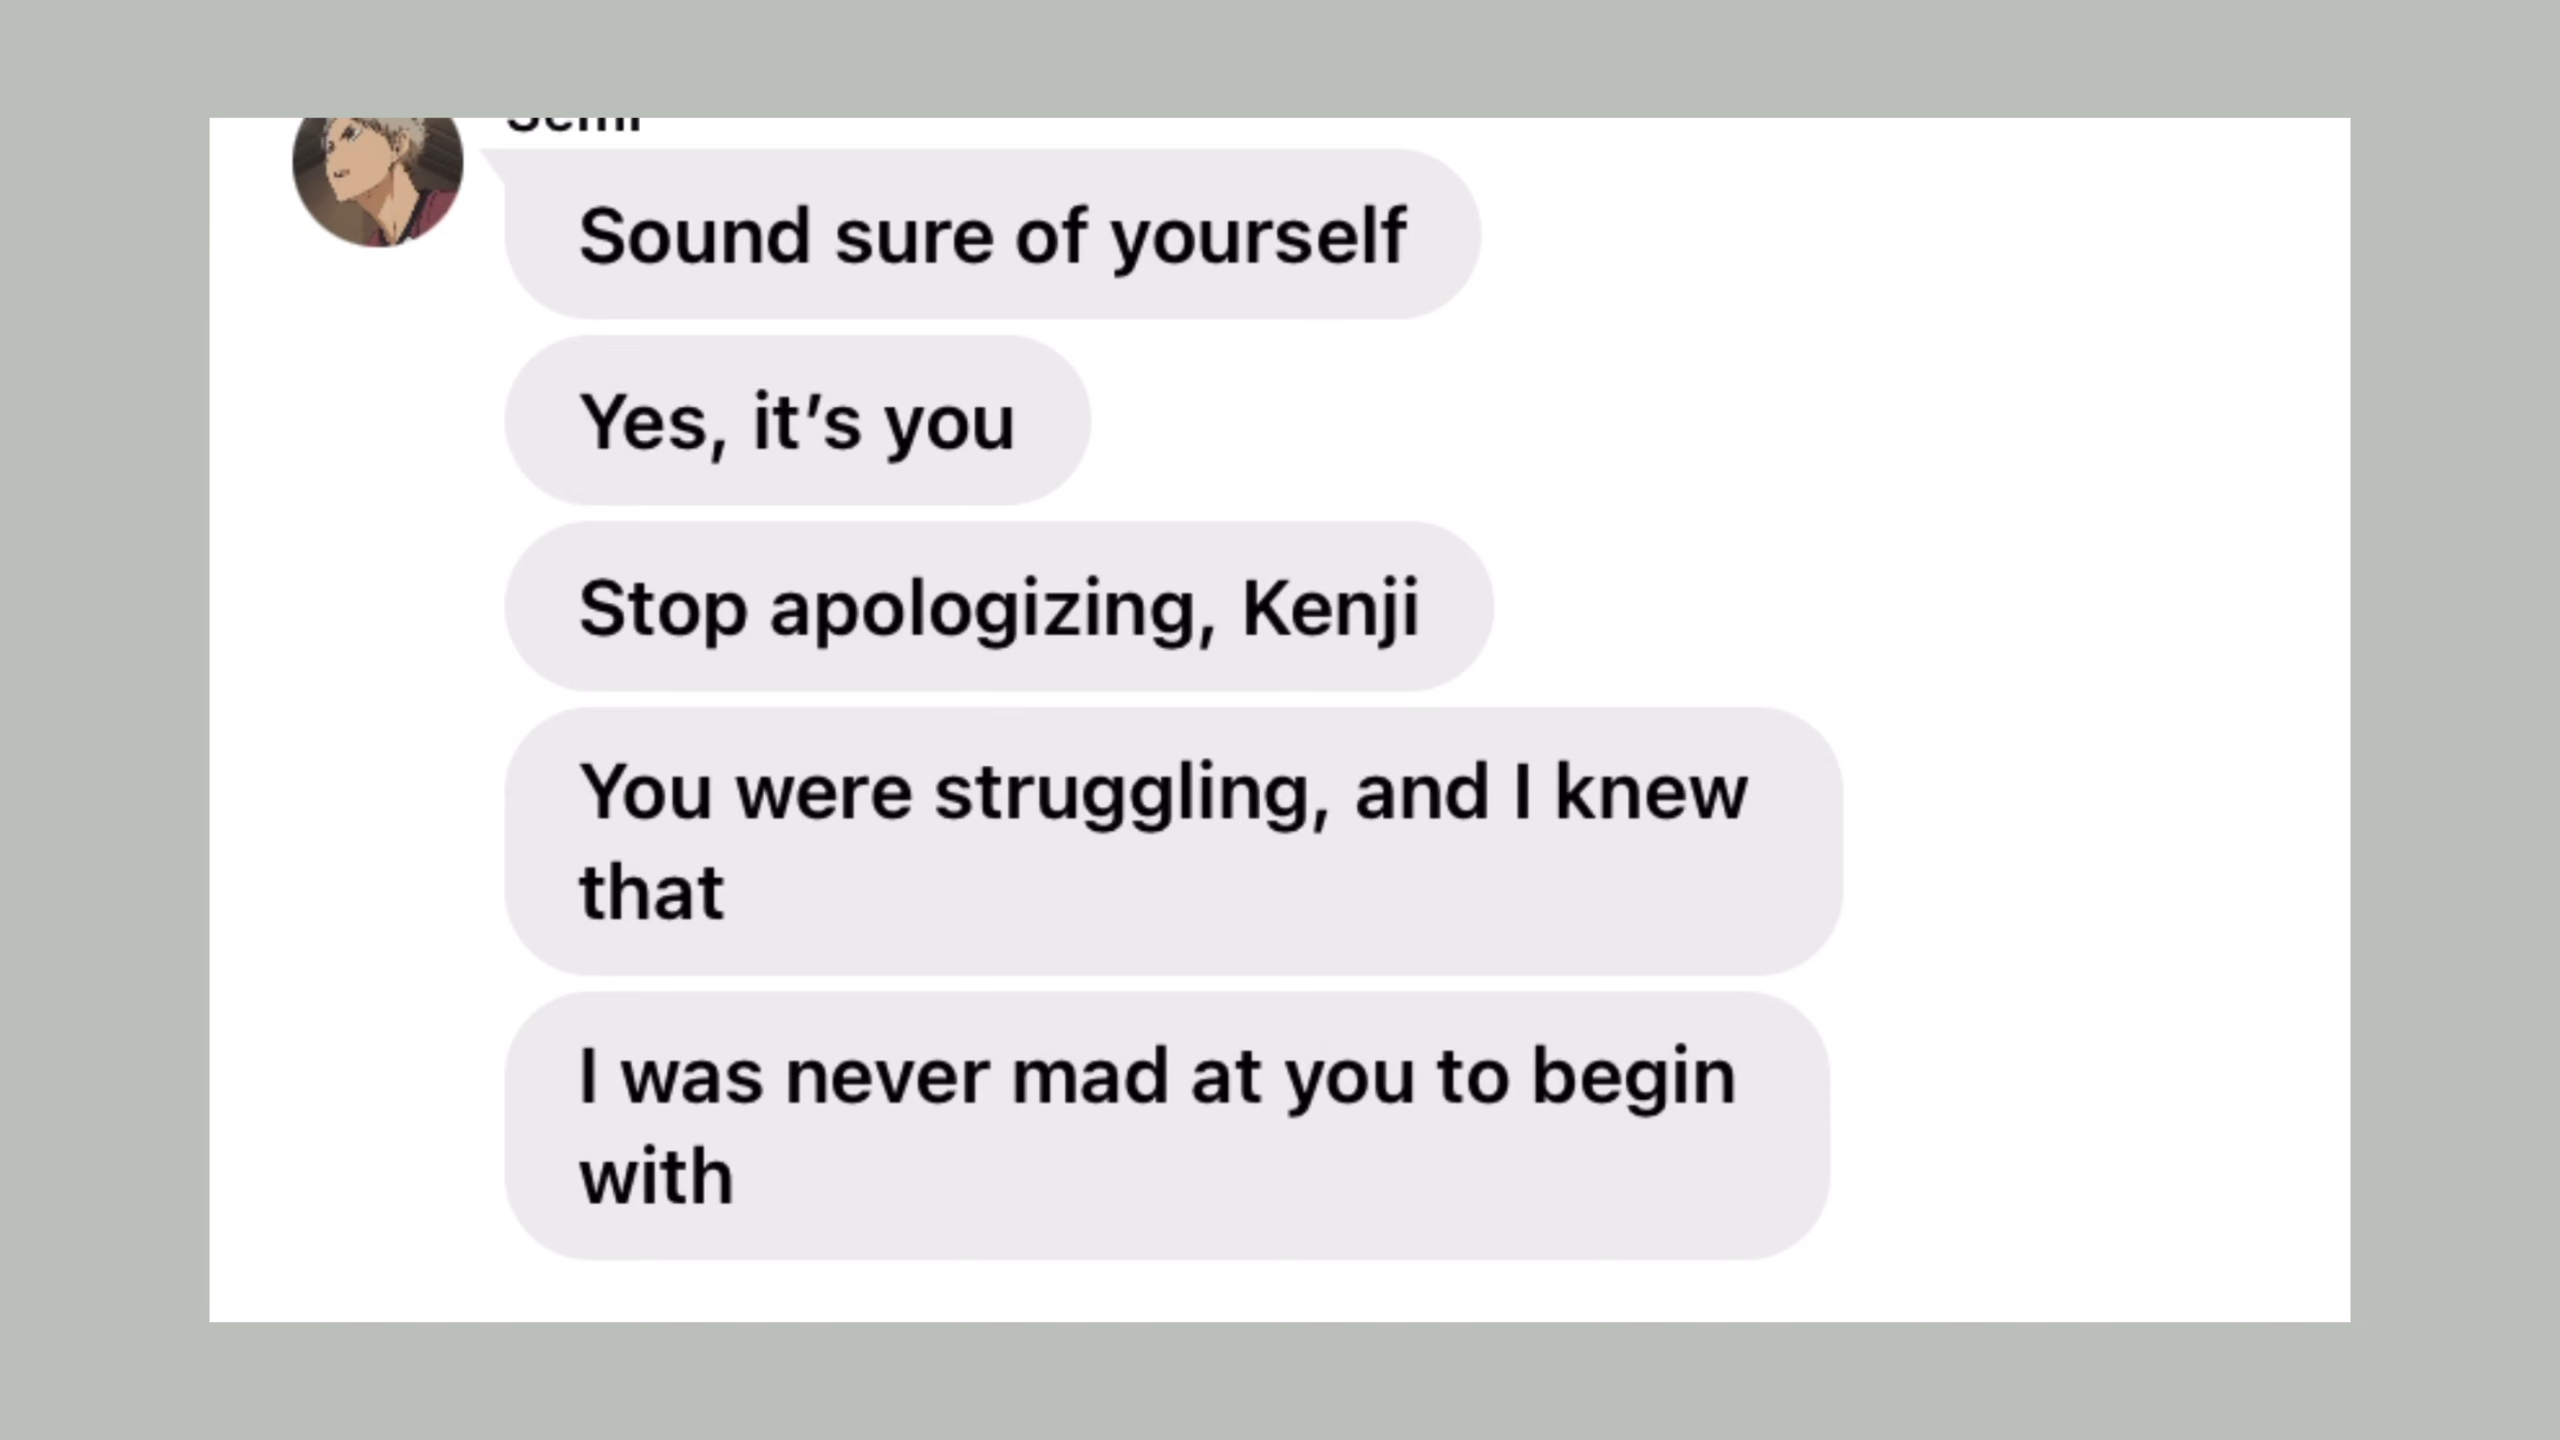 Semi
Sound sure of yourself
Yes, it’s you
Stop apologizing, Kenji
You were struggling, and I knew
that
I was never mad at you to begin
with